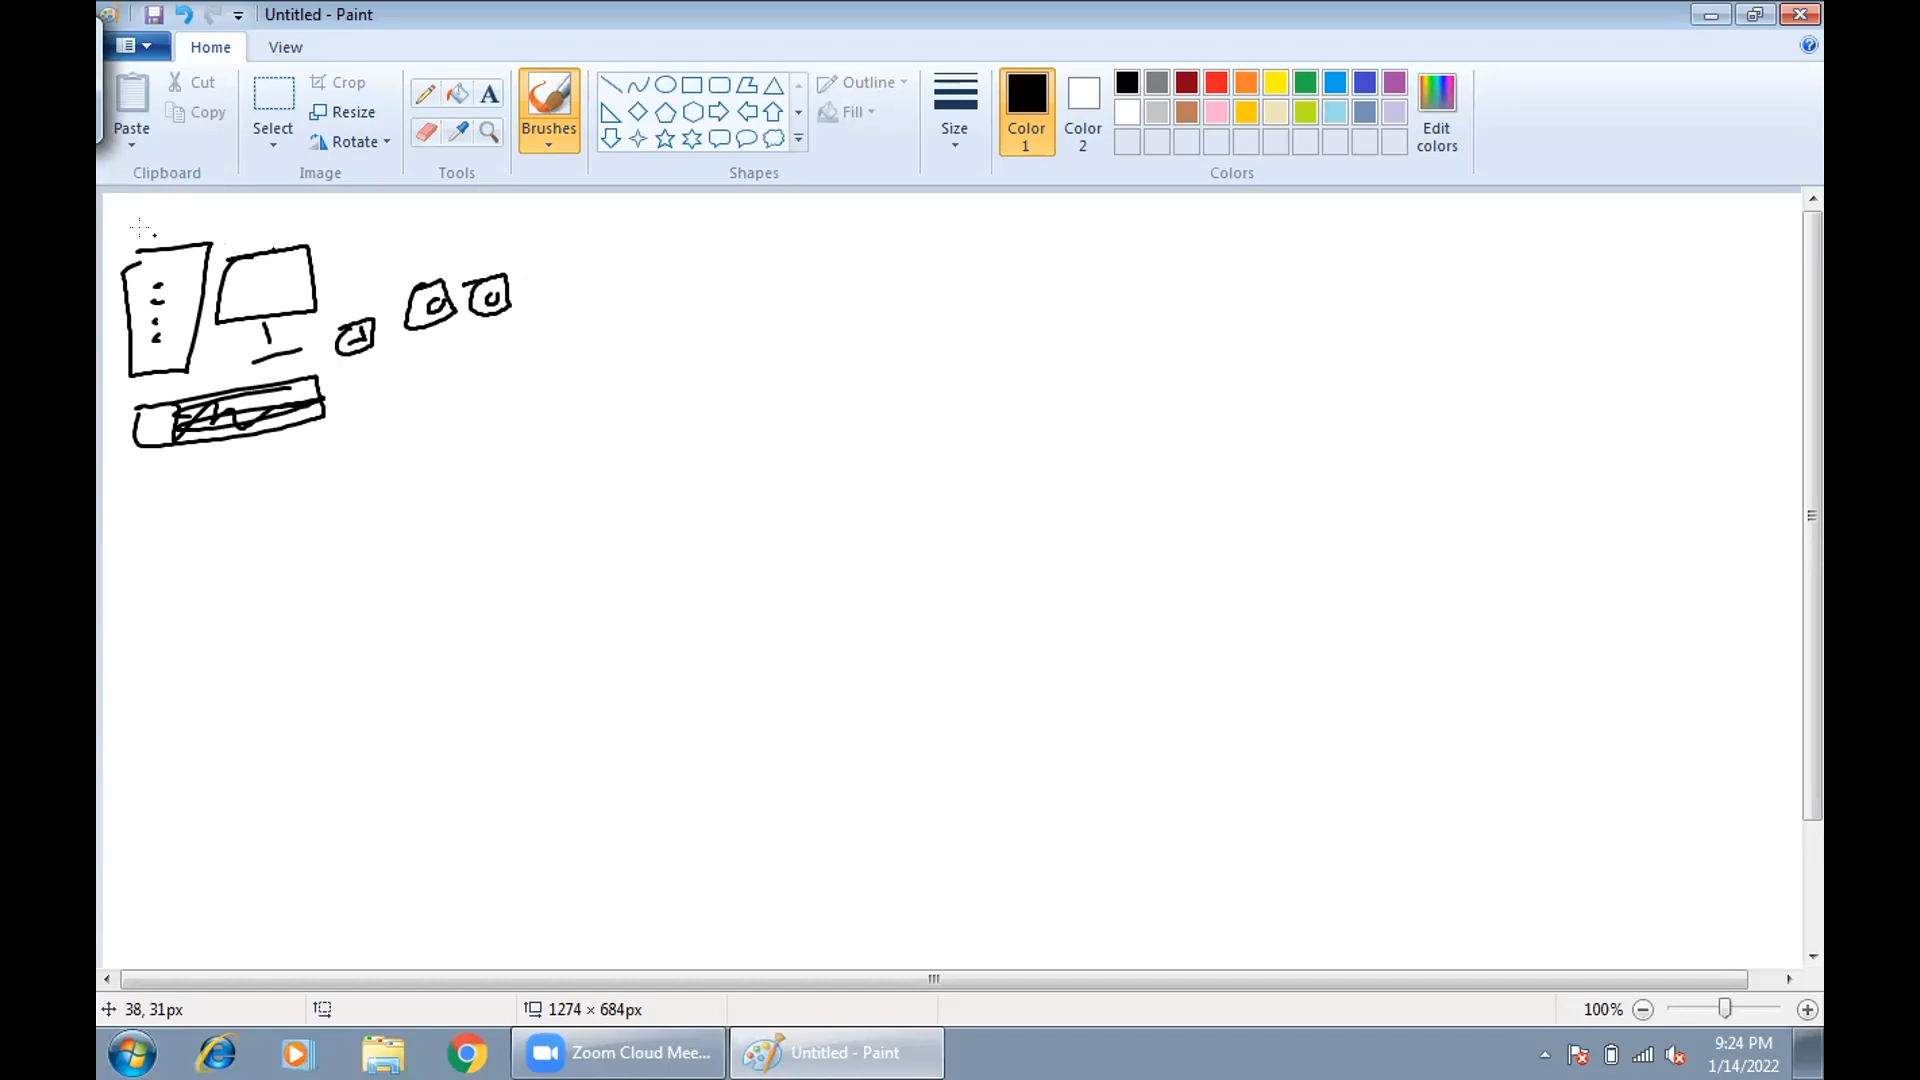 Untitled - Paint
Home View
Paste
Cut
Copy
Clipboard
Select
Crop
Resize
Rotate
Image
A
Tools
Brushes
Outline
Fill
Shapes
Size
Color 1
Color 2
Edit colors
Colors
38, 31px
1274 × 684px
100%
Zoom Cloud Mee...
Untitled - Paint
9:24 PM
1/14/2022